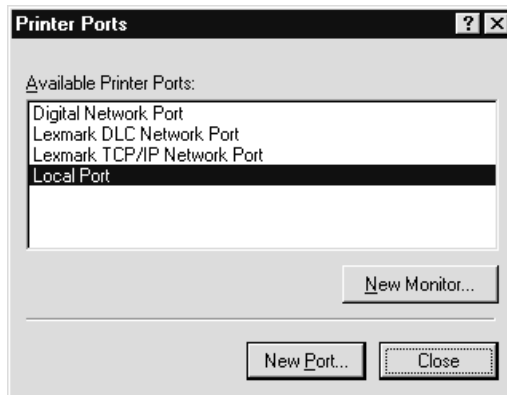 Printer Ports
Available Printer Ports:
Digital Network Port
Lexmark DLC Network Port
Lexmark TCP/IP Network Port
Local Port
New Monitor...
New Port...
Close